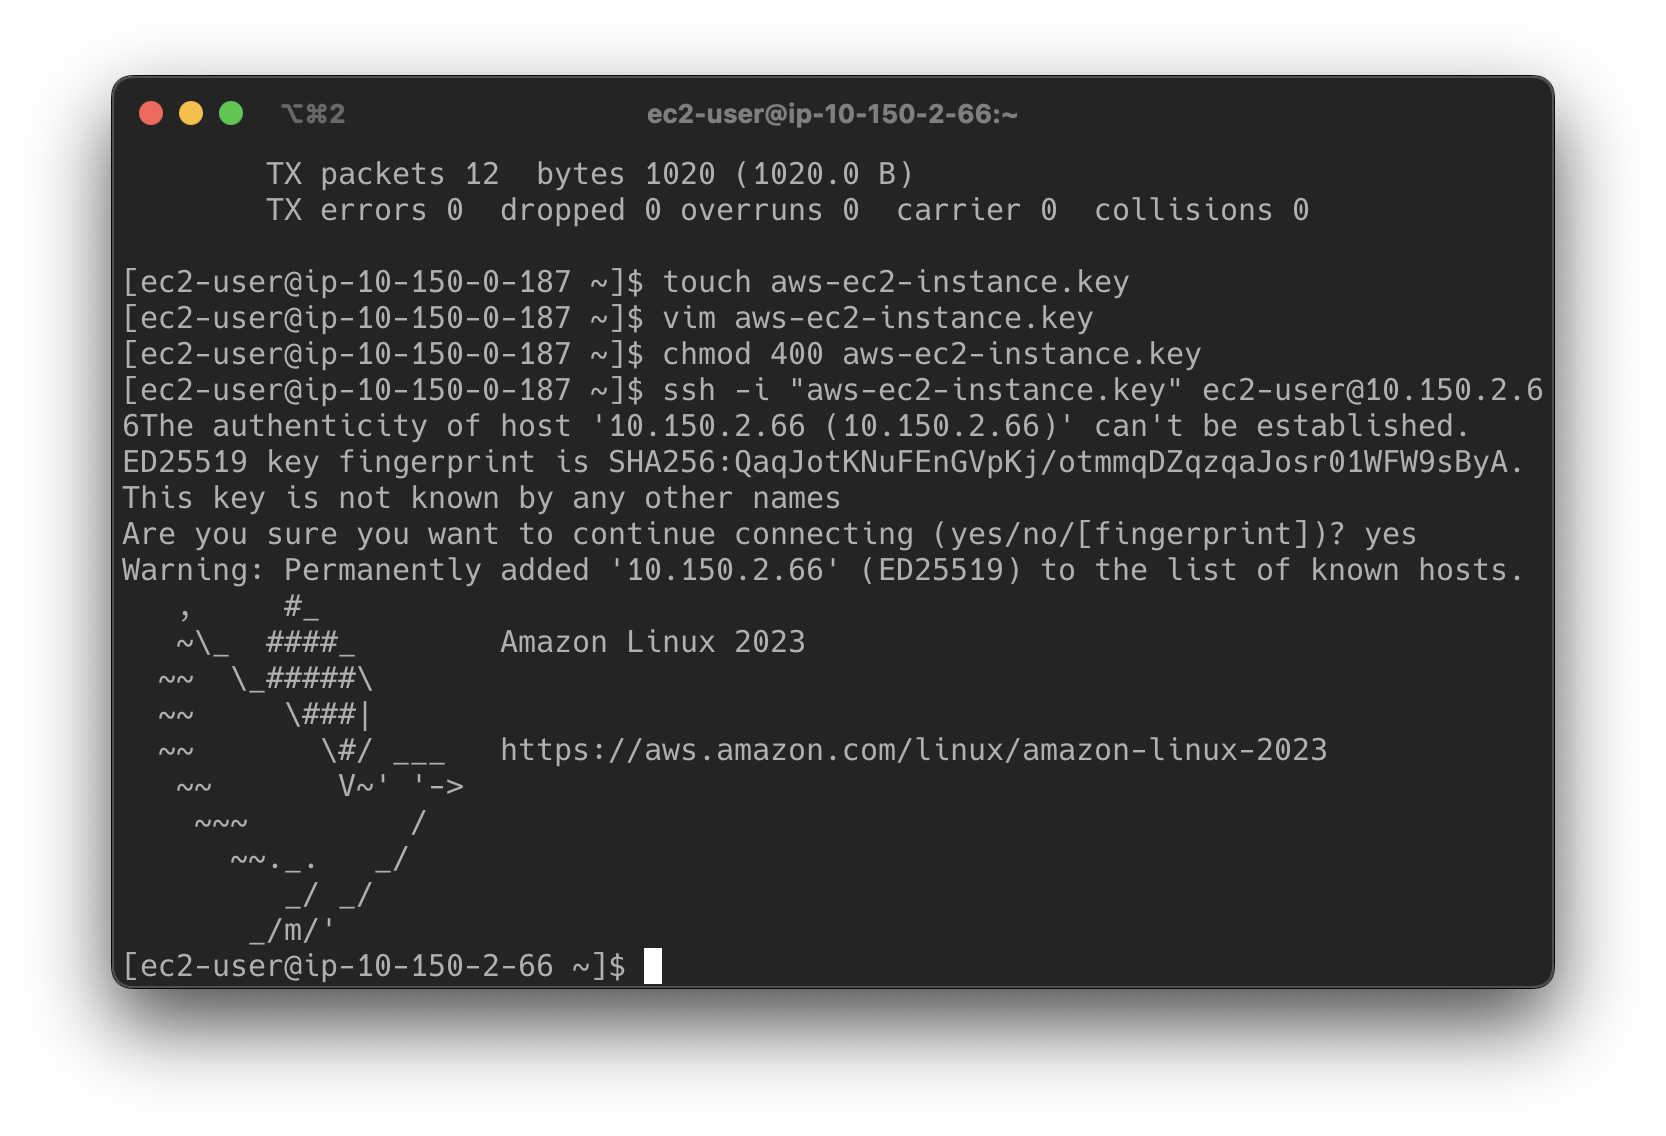 ⌥⌘2 ec2-user@ip-10-150-2-66:~
        TX packets 12  bytes 1020 (1020.0 B)
        TX errors 0  dropped 0 overruns 0  carrier 0  collisions 0

[ec2-user@ip-10-150-0-187 ~]$ touch aws-ec2-instance.key
[ec2-user@ip-10-150-0-187 ~]$ vim aws-ec2-instance.key
[ec2-user@ip-10-150-0-187 ~]$ chmod 400 aws-ec2-instance.key
[ec2-user@ip-10-150-0-187 ~]$ ssh -i "aws-ec2-instance.key" ec2-user@10.150.2.6
6The authenticity of host '10.150.2.66 (10.150.2.66)' can't be established.
ED25519 key fingerprint is SHA256:QaqJotKNuFEnGVpKj/otmmqDZqzqaJosr01WFW9sByA.
This key is not known by any other names
Are you sure you want to continue connecting (yes/no/[fingerprint])? yes
Warning: Permanently added '10.150.2.66' (ED25519) to the list of known hosts.
   ,     #_
   ~\_  ####_        Amazon Linux 2023
  ~~  \_#####\
  ~~     \###|
  ~~       \#/ ___   https://aws.amazon.com/linux/amazon-linux-2023
   ~~       V~' '->
    ~~~         /
      ~~._.   _/
         _/ _/
       _/m/'
[ec2-user@ip-10-150-2-66 ~]$